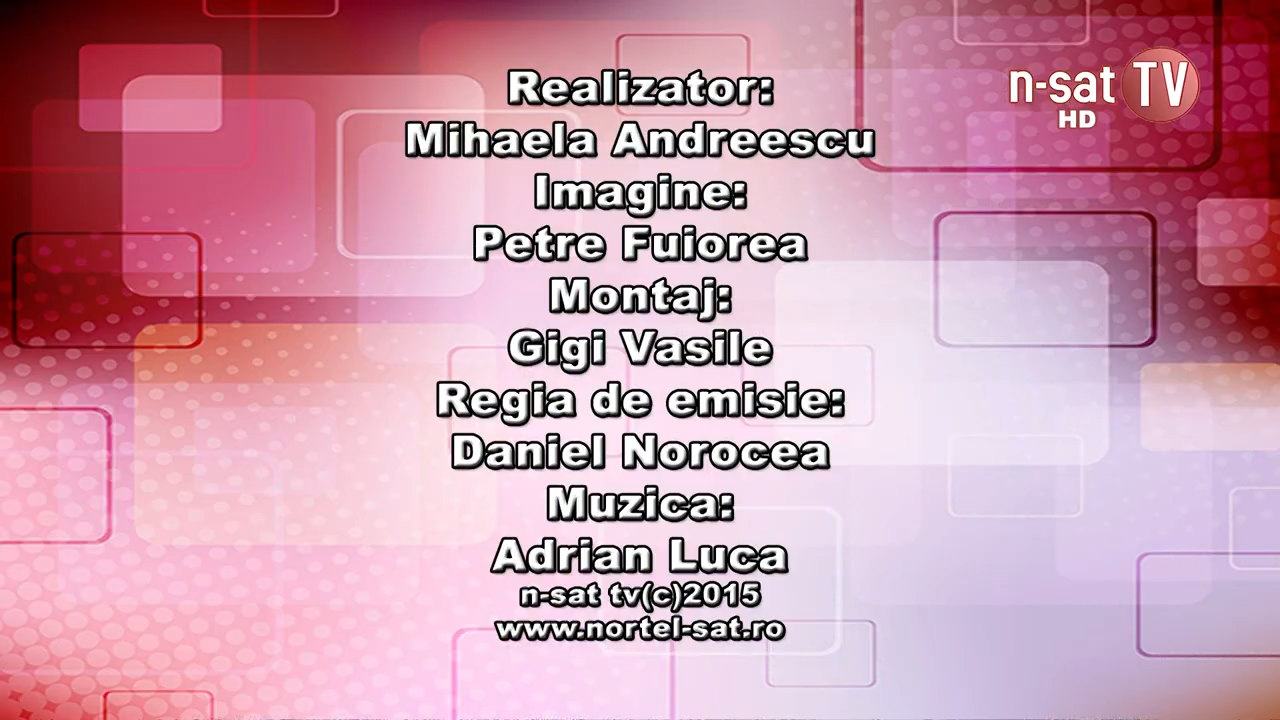 n-sat TV
HD
Realizator:
Mihaela Andreescu
Imagine:
Petre Fuiorea
Montaj:
Gigi Vasile
Regia de emisie:
Daniel Norocea
Muzica:
Adrian Luca
n-sat tv(c)2015
www.nortel-sat.ro